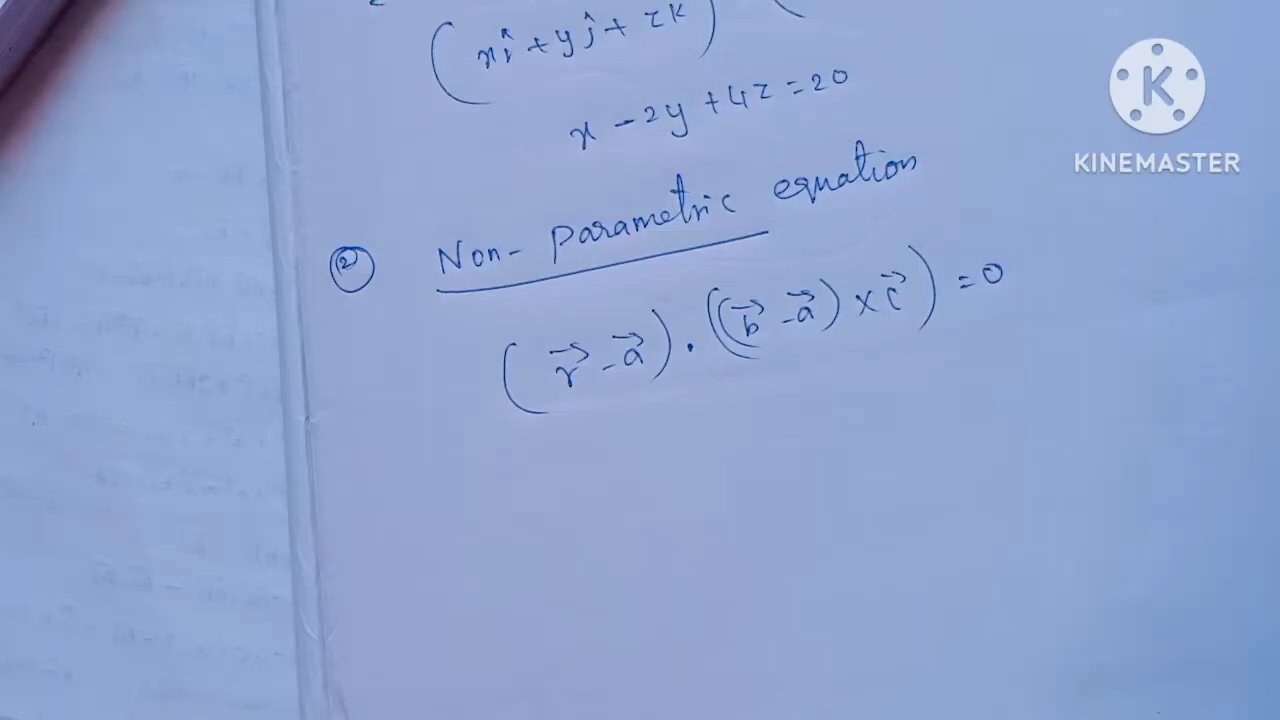 (xî + yĵ + zk)
x - 2y + 4z = 20
② Non-parametric equation
(r⃗ - a⃗) . ((b⃗ - a⃗) × c⃗) = 0
K
KINEMASTER